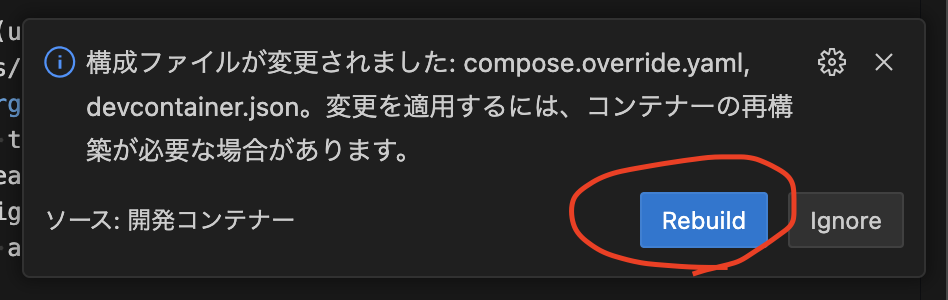 (u
s/
構成ファイルが変更されました: compose.override.yaml,
rg
devcontainer.json。変更を適用するには、コンテナーの再構
t
築が必要な場合があります。
ea
ig
ソース: 開発コンテナー
Rebuild
Ignore
a